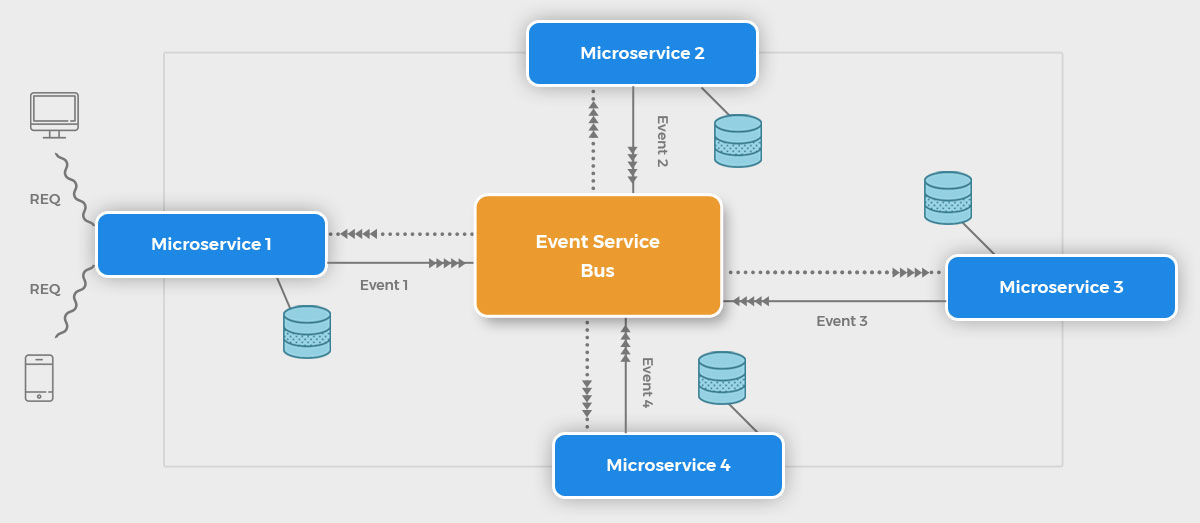 Microservice 2
Event 2
REQ
Microservice 1
Event Service
Bus
Event 1
REQ
Microservice 3
Event 3
Event 4
Microservice 4